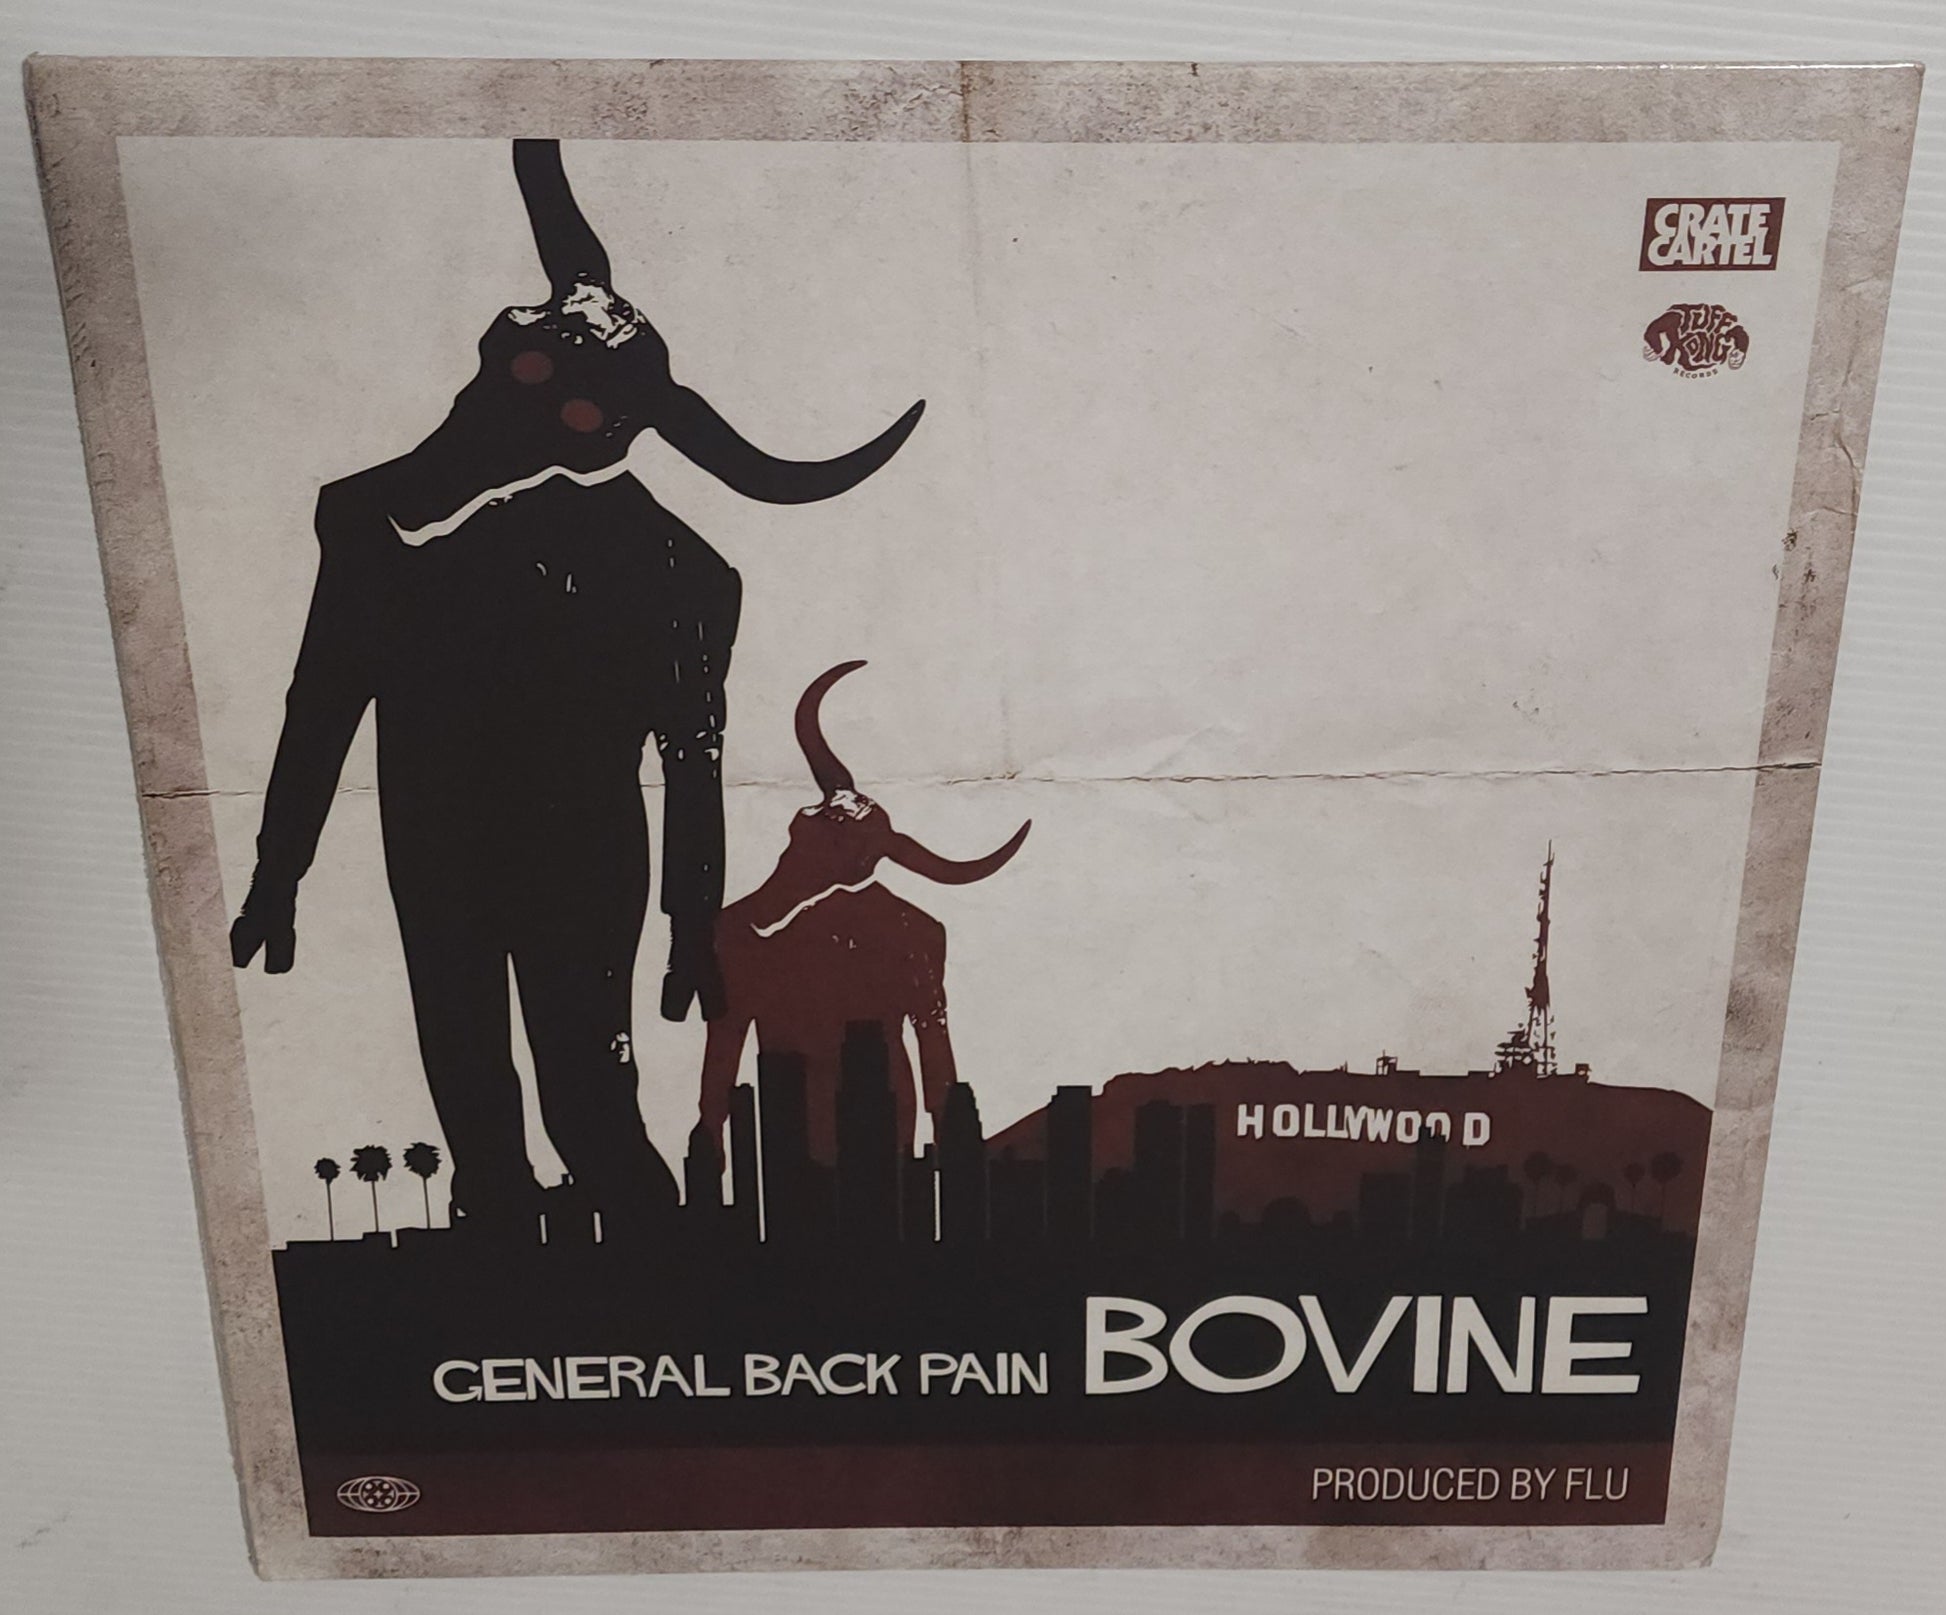 CRATE
CARTEL
TUFF
KONG
RECORDS
HOLLYWOOD
GENERAL BACK PAIN BOVINE
PRODUCED BY FLU